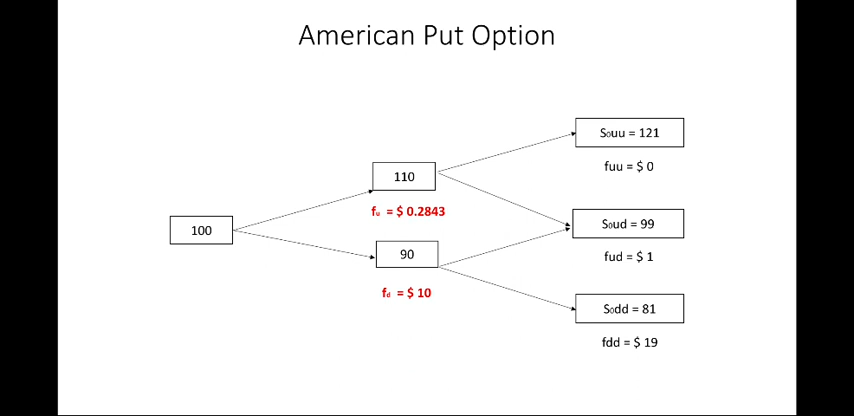 American Put Option
S₀uu = 121
fuu = $ 0
110
fᵤ = $ 0.2843
100
S₀ud = 99
fud = $ 1
90
f_d = $ 10
S₀dd = 81
fdd = $ 19